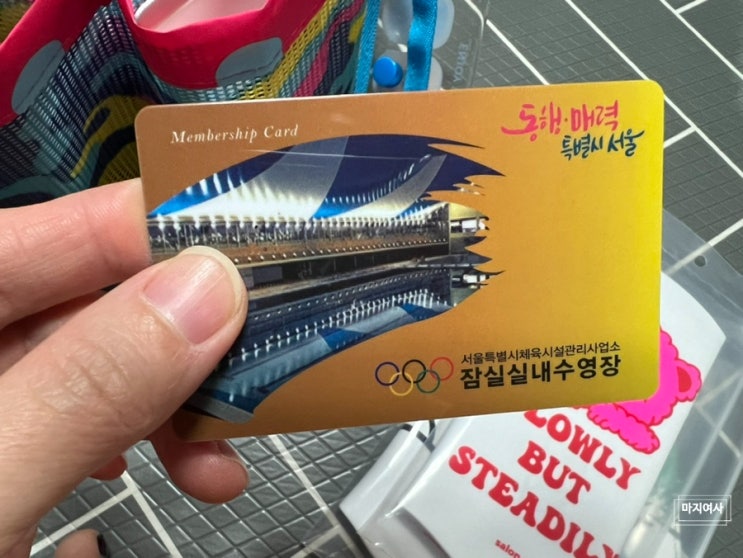 Membership Card
동행·매력
특별시 서울
서울특별시체육시설관리사업소
잠실실내수영장
SLOWLY
BUT
STEADILY
salon
마지여사